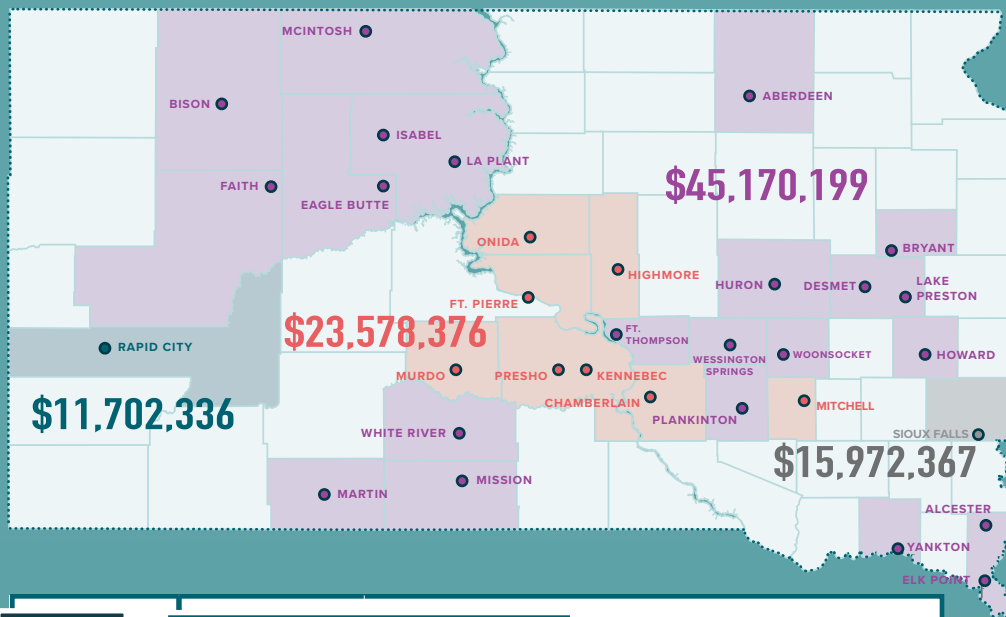 MCINTOSH
ABERDEEN
BISON
ISABEL
LA PLANT
FAITH
EAGLE BUTTE
$45,170,199
ONIDA
BRYANT
HIGHMORE
HURON
DESMET
LAKE
PRESTON
FT. PIERRE
$23,578,376
FT.
THOMPSON
RAPID CITY
WESSINGTON
SPRINGS
WOONSOCKET
HOWARD
MURDO
PRESHO
KENNEBEC
CHAMBERLAIN
MITCHELL
PLANKINTON
$11,702,336
WHITE RIVER
SIOUX FALLS
$15,972,367
MISSION
MARTIN
ALCESTER
YANKTON
ELK POINT